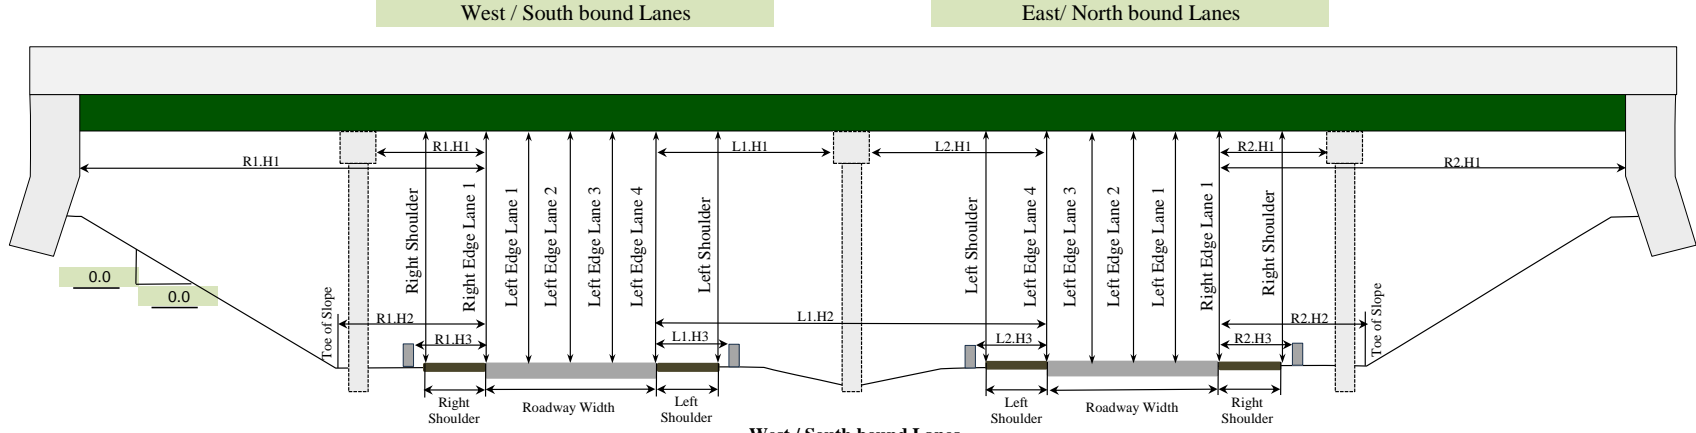 West / South bound Lanes
East/ North bound Lanes
R1.H1
R1.H1
L1.H1
L2.H1
R2.H1
R2.H1
Right Shoulder
Right Edge Lane 1
Left Edge Lane 1
Left Edge Lane 2
Left Edge Lane 3
Left Edge Lane 4
Left Shoulder
Left Shoulder
Left Edge Lane 4
Left Edge Lane 3
Left Edge Lane 2
Left Edge Lane 1
Right Edge Lane 1
Right Shoulder
0.0
0.0
Toe of Slope
R1.H2
L1.H2
R2.H2
Toe of Slope
R1.H3
L1.H3
L2.H3
R2.H3
Right
Shoulder
Roadway Width
Left
Shoulder
Left
Shoulder
Roadway Width
Right
Shoulder
West / South bound Lanes